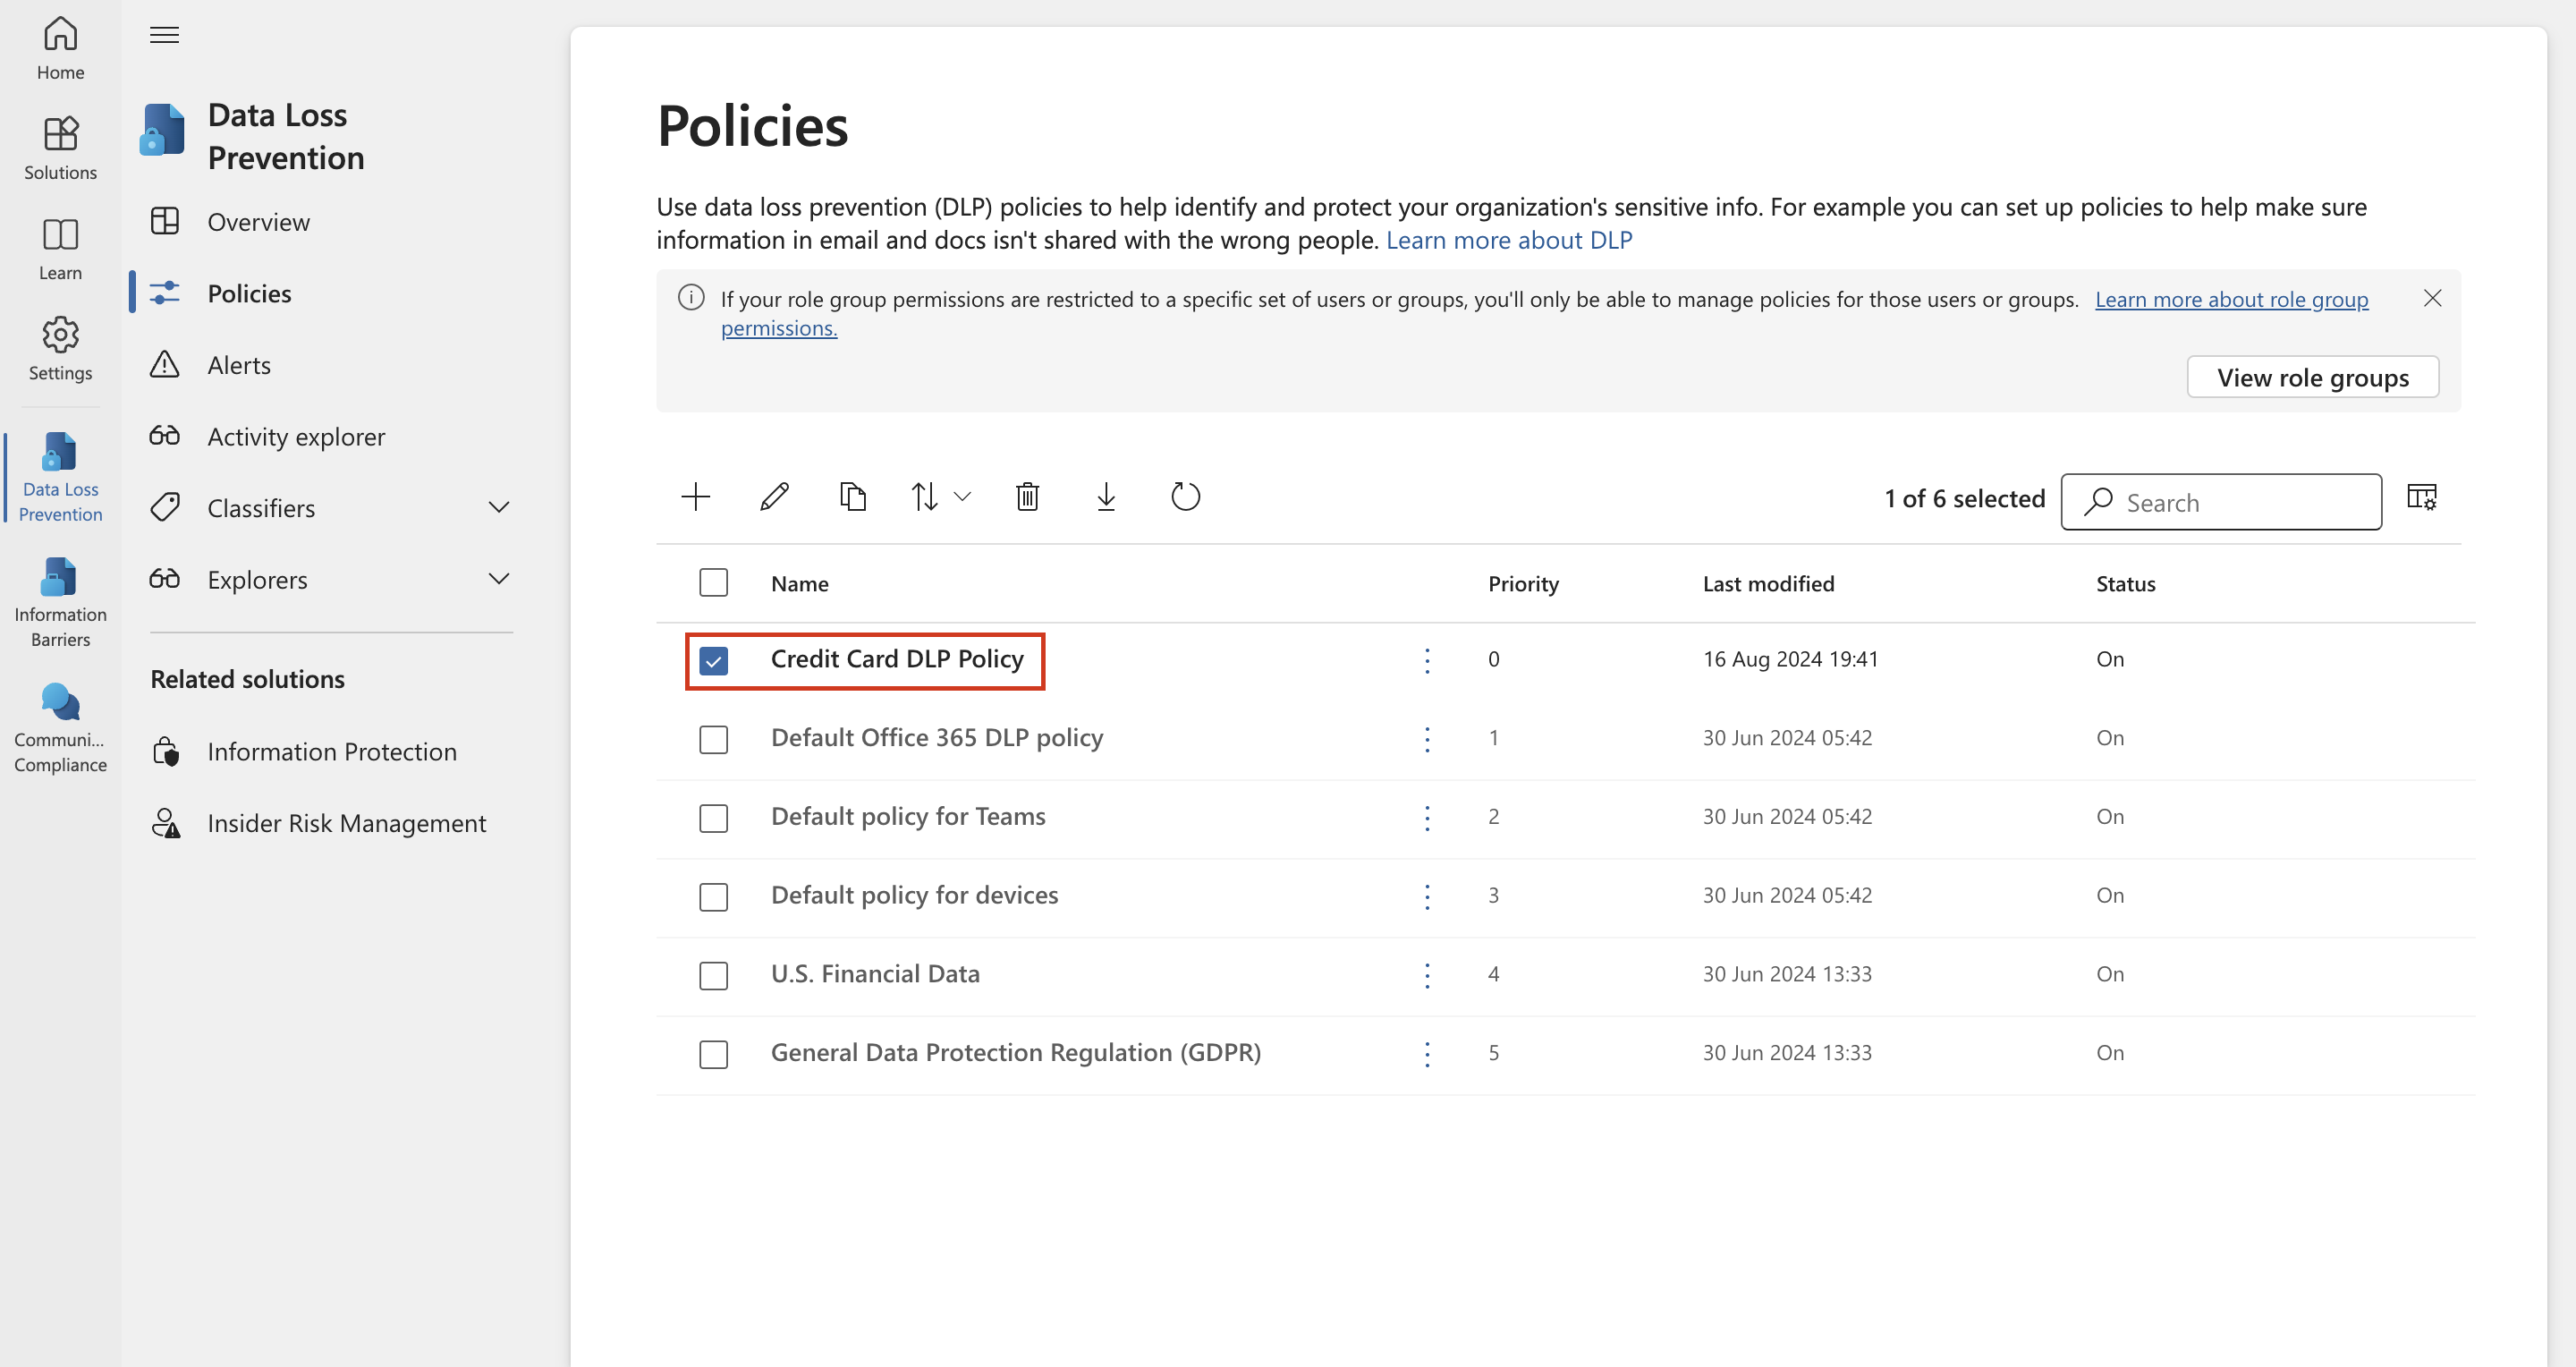 Home
Solutions
Learn
Settings
Data Loss
Prevention
Information
Barriers
Communi...
Compliance
Data Loss
Prevention
Overview
Policies
Alerts
Activity explorer
Classifiers
Explorers
Related solutions
Information Protection
Insider Risk Management
Policies
Use data loss prevention (DLP) policies to help identify and protect your organization's sensitive info. For example you can set up policies to help make sure
information in email and docs isn't shared with the wrong people. Learn more about DLP
If your role group permissions are restricted to a specific set of users or groups, you'll only be able to manage policies for those users or groups. Learn more about role group
permissions.
View role groups
1 of 6 selected Search
Name Priority Last modified Status
Credit Card DLP Policy 0 16 Aug 2024 19:41 On
Default Office 365 DLP policy 1 30 Jun 2024 05:42 On
Default policy for Teams 2 30 Jun 2024 05:42 On
Default policy for devices 3 30 Jun 2024 05:42 On
U.S. Financial Data 4 30 Jun 2024 13:33 On
General Data Protection Regulation (GDPR) 5 30 Jun 2024 13:33 On